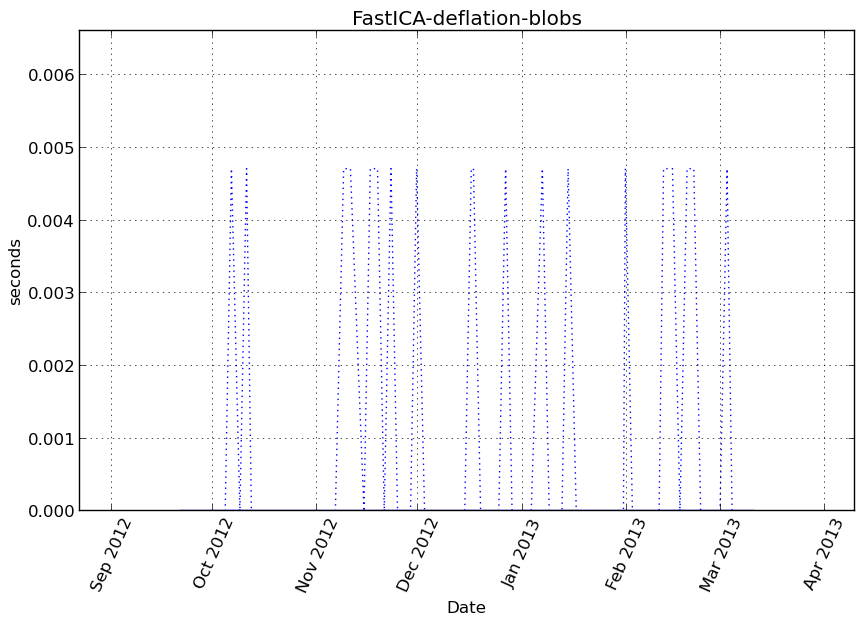 FastICA-deflation-blobs
0.006
0.005
0.004
0.003
0.002
0.001
0.000
seconds
Sep 2012
Oct 2012
Nov 2012
Dec 2012
Jan 2013
Feb 2013
Mar 2013
Apr 2013
Date